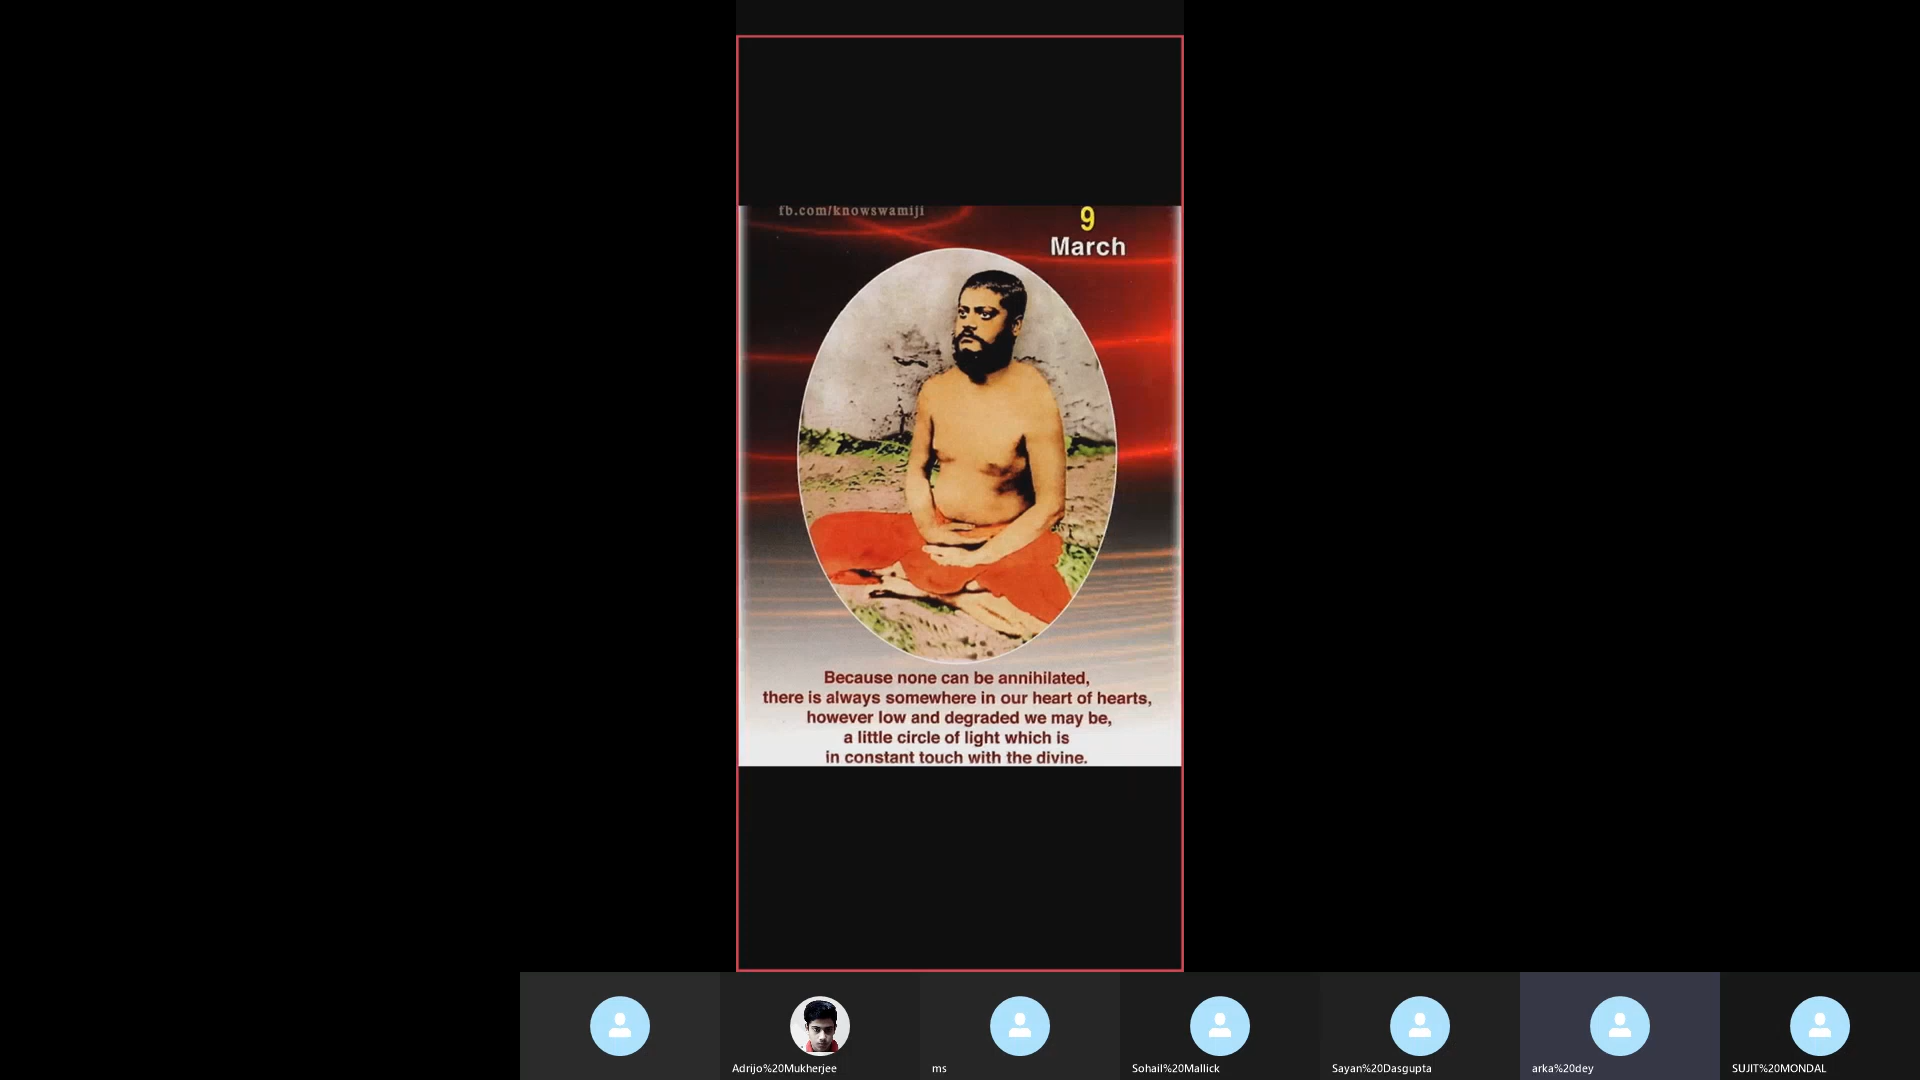 fb.com/knowswamiji
9
March
Because none can be annihilated,
there is always somewhere in our heart of hearts,
however low and degraded we may be,
a little circle of light which is
in constant touch with the divine.
Adrijo%20Mukherjee
ms
Sohail%20Mallick
Sayan%20Dasgupta
arka%20dey
SUJIT%20MONDAL